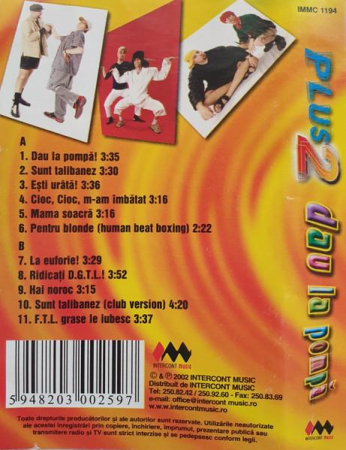 IMMC 1194
PLUS 2
dau la pompă
A
1. Dau la pompă! 3:35
2. Sunt talibanez 3:30
3. Ești urâtă! 3:36
4. Cioc, Cioc, m-am îmbătat 3:16
5. Mama soacră 3:16
6. Pentru blonde (human beat boxing) 2:22
B
7. La euforie! 3:29
8. Ridicați D.G.T.L.! 3:52
9. Hai noroc 3:15
10. Sunt talibanez (club version) 4:20
11. F.T.L. grase le iubesc 3:37
5948203002597
INTERCONT MUSIC
© & ℗ 2002 INTERCONT MUSIC
Distribuit de INTERCONT MUSIC
Tel: 250.82.42 / 250.92.60 - Fax: 250.83.69
e-mail: office@intercont music.ro
www.intercontmusic.ro
INTERCONT MUSIC
Toate drepturile producătorilor și ale autorilor sunt rezervate. Utilizările neautorizate
ale acestei înregistrări prin copiere, închiriere, împrumut, prezentare publică sau
transmitere radio și TV sunt strict interzise și se pedepsesc conform legii.